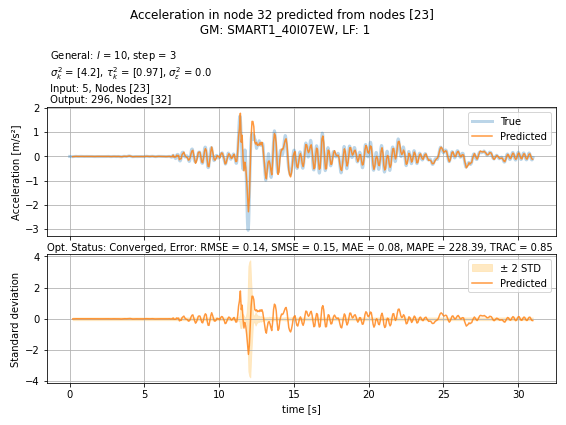 Acceleration in node 32 predicted from nodes [23]
GM: SMART1_40I07EW, LF: 1
General: l = 10, step = 3
σ²ₖ = [4.2], τ²ₖ = [0.97], σ²ε = 0.0
Input: 5, Nodes [23]
Output: 296, Nodes [32]
Acceleration [m/s²]
2
1
0
−1
−2
−3
True
Predicted
Opt. Status: Converged, Error: RMSE = 0.14, SMSE = 0.15, MAE = 0.08, MAPE = 228.39, TRAC = 0.85
Standard deviation
4
2
0
−2
−4
± 2 STD
Predicted
0 5 10 15 20 25 30
time [s]